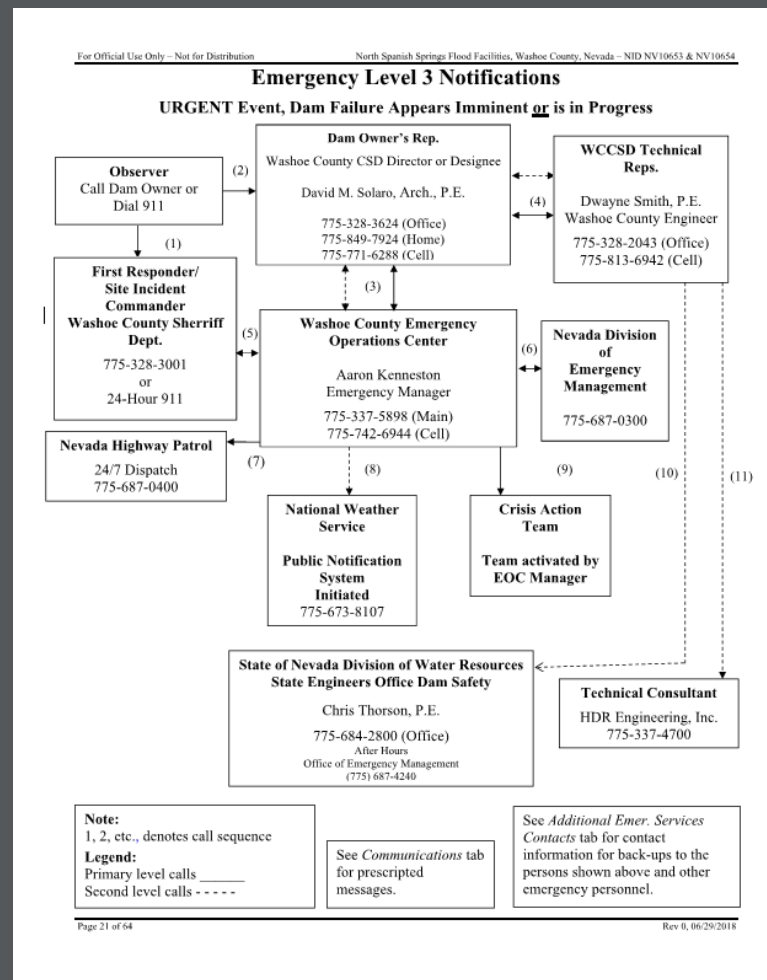 For Official Use Only – Not for Distribution
North Spanish Springs Flood Facilities, Washoe County, Nevada – NID NV10653 & NV10654
Emergency Level 3 Notifications
URGENT Event, Dam Failure Appears Imminent or is in Progress
Observer
Call Dam Owner or
Dial 911
(2)
Dam Owner's Rep.
Washoe County CSD Director or Designee
David M. Solaro, Arch., P.E.
775-328-3624 (Office)
775-849-7924 (Home)
775-771-6288 (Cell)
(4)
WCCSD Technical
Reps.
Dwayne Smith, P.E.
Washoe County Engineer
775-328-2043 (Office)
775-813-6942 (Cell)
(1)
First Responder/
Site Incident
Commander
Washoe County Sherriff
Dept.
775-328-3001
or
24-Hour 911
(3)
(5)
Washoe County Emergency
Operations Center
Aaron Kenneston
Emergency Manager
775-337-5898 (Main)
775-742-6944 (Cell)
(6)
Nevada Division
of
Emergency
Management
775-687-0300
Nevada Highway Patrol
24/7 Dispatch
775-687-0400
(7)
(8)
(9)
(10)
(11)
National Weather
Service
Public Notification
System
Initiated
775-673-8107
Crisis Action
Team
Team activated by
EOC Manager
State of Nevada Division of Water Resources
State Engineers Office Dam Safety
Chris Thorson, P.E.
775-684-2800 (Office)
After Hours
Office of Emergency Management
(775) 687-4240
Technical Consultant
HDR Engineering, Inc.
775-337-4700
Note:
1, 2, etc., denotes call sequence
Legend:
Primary level calls ______
Second level calls - - - - -
See Communications tab
for prescripted
messages.
See Additional Emer. Services
Contacts tab for contact
information for back-ups to the
persons shown above and other
emergency personnel.
Page 21 of 64
Rev 0, 06/29/2018